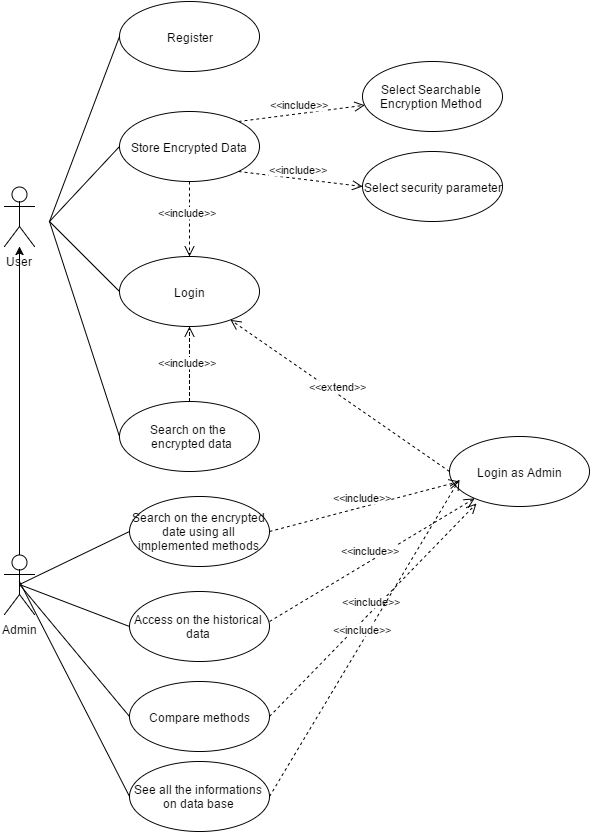 Register
Select Searchable
Encryption Method
<<include>>
Store Encrypted Data
<<include>>
Select security parameter
<<include>>
User
Login
<<include>>
<<extend>>
Search on the
encrypted data
Login as Admin
Search on the encrypted
date using all
implemented methods
<<include>>
<<include>>
Access on the historical
data
<<include>>
Admin
<<include>>
Compare methods
See all the informations
on data base